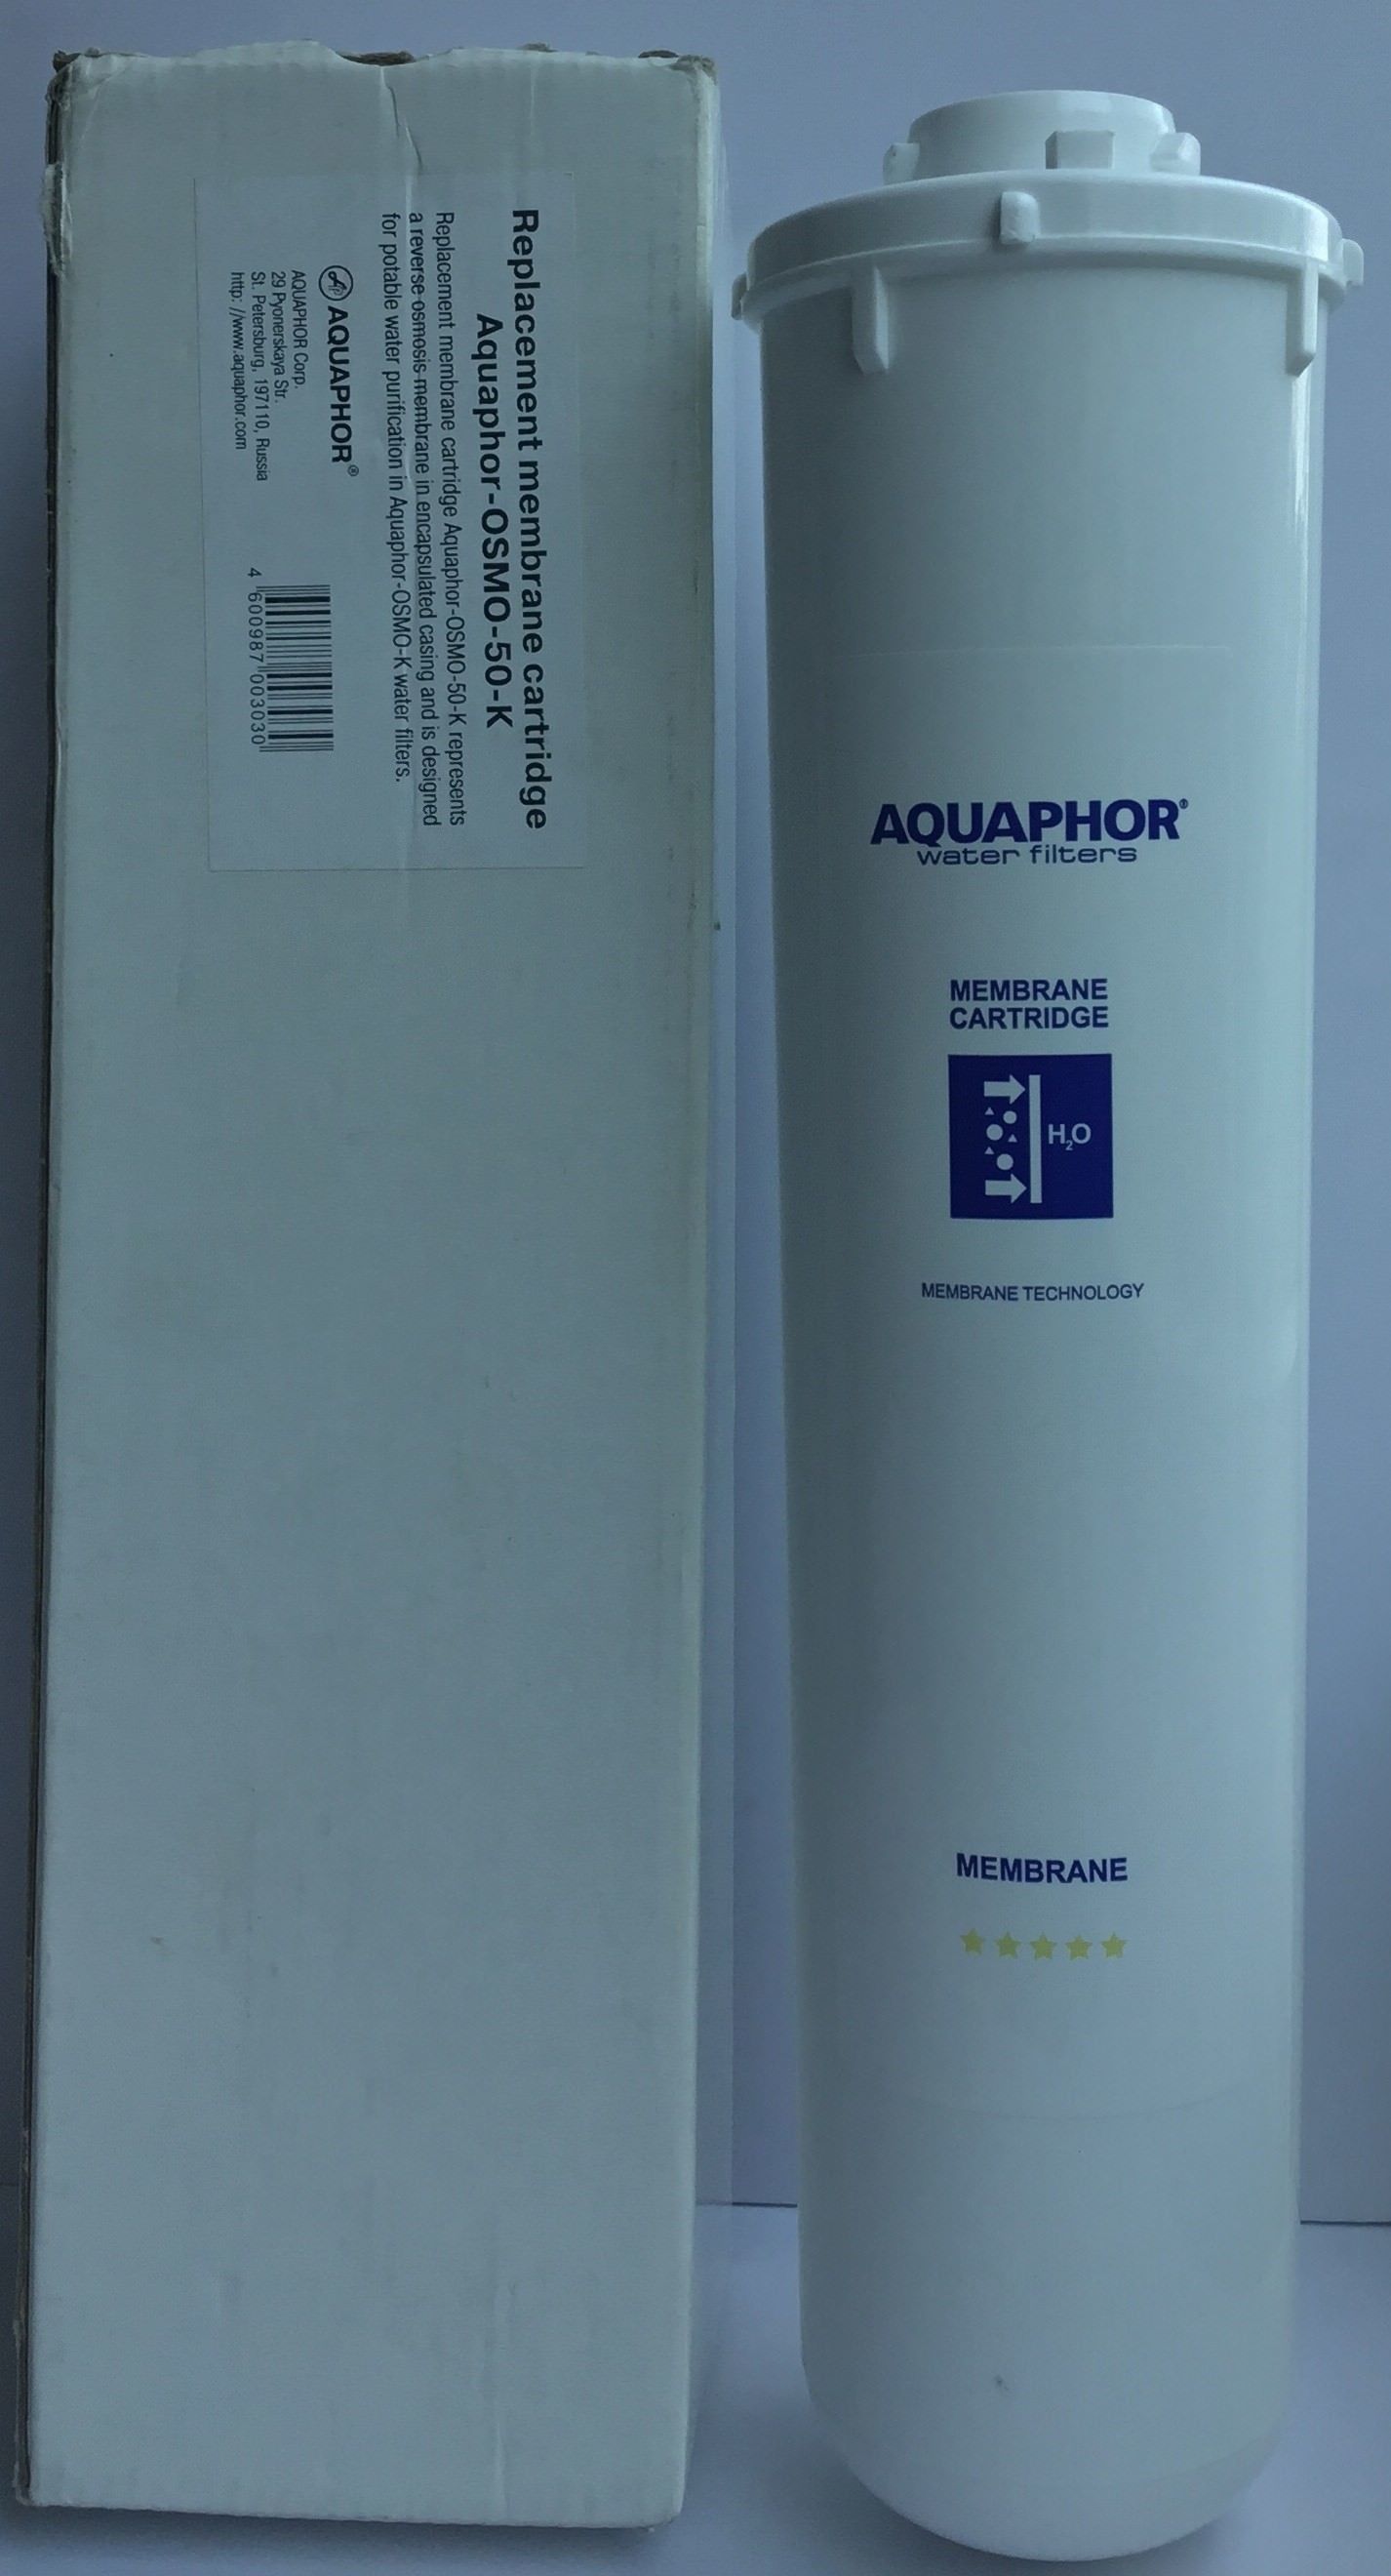 Replacement membrane cartridge
Aquaphor-OSMO-50-K
Replacement membrane cartridge Aquaphor-OSMO-50-K represents
a reverse osmosis membrane in encapsulated casing and is designed
for potable water purification in Aquaphor-OSMO-K water filters.
AQUAPHOR®
AQUAPHOR Corp.
29 Pyonerskaya Str.
St. Petersburg, 197110, Russia
http: //www.aquaphor.com
4 600987 003030
AQUAPHOR®
water filters
MEMBRANE
CARTRIDGE
H₂O
MEMBRANE TECHNOLOGY
MEMBRANE